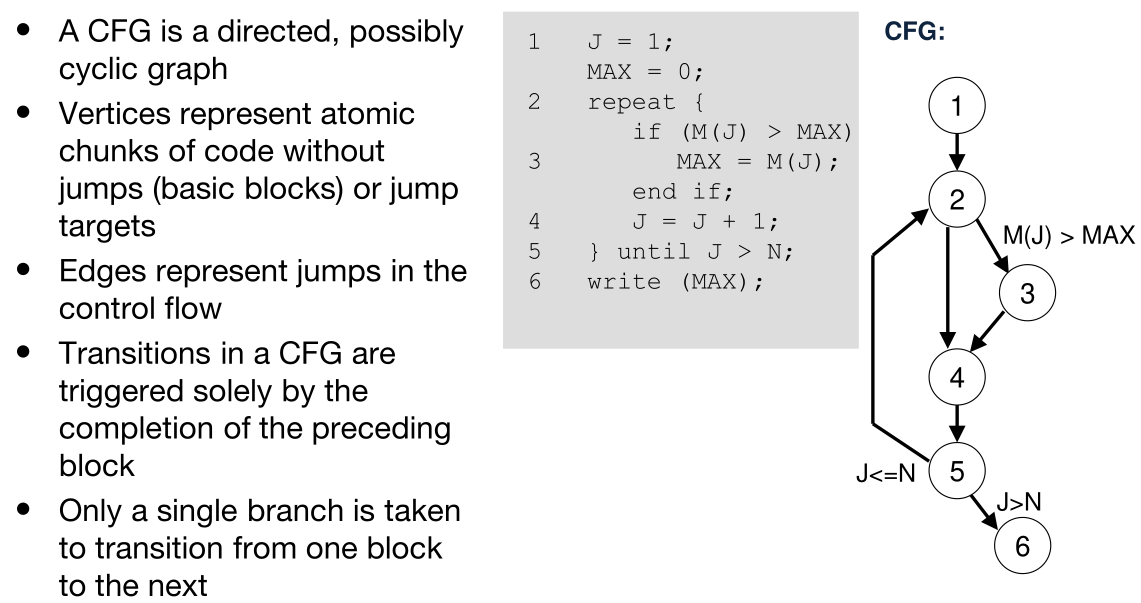 • A CFG is a directed, possibly
cyclic graph
• Vertices represent atomic
chunks of code without
jumps (basic blocks) or jump
targets
• Edges represent jumps in the
control flow
• Transitions in a CFG are
triggered solely by the
completion of the preceding
block
• Only a single branch is taken
to transition from one block
to the next
1 J = 1;
MAX = 0;
2 repeat {
if (M(J) > MAX)
3 MAX = M(J);
end if;
4 J = J + 1;
5 } until J > N;
6 write (MAX);
CFG:
1
2
M(J) > MAX
3
4
J<=N
5
J>N
6